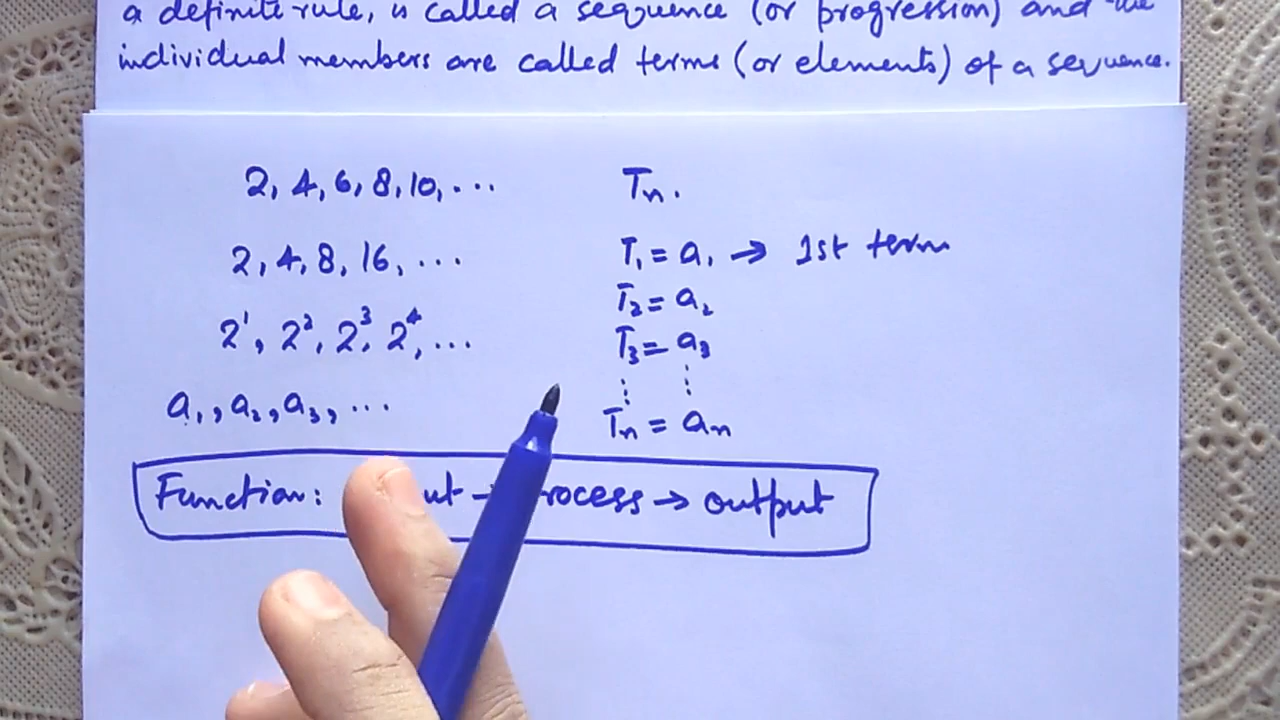 a definite rule, is called a sequence (or progression) and the
individual members are called terms (or elements) of a sequence.
2, 4, 6, 8, 10, ...
Tₙ.
2, 4, 8, 16, ...
T₁ = a₁ → 1st term
T₂ = a₂
2¹, 2², 2³, 2⁴, ...
T₃ = a₃
a₁, a₂, a₃, ...
⋮ ⋮
Tₙ = aₙ
Function: → output